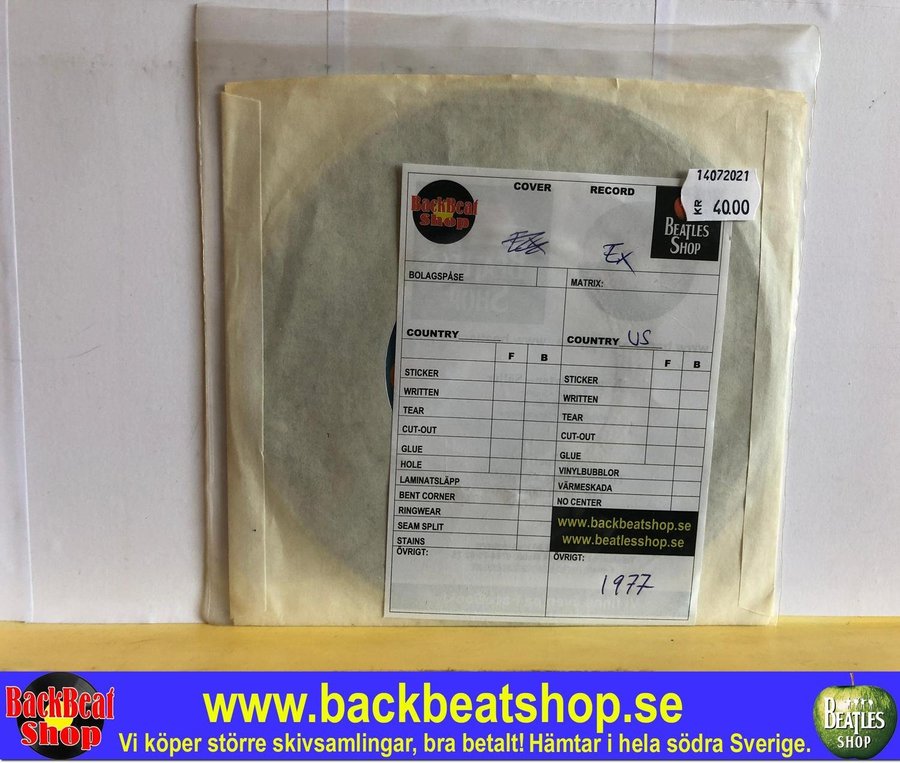 14072021
KR 40.00
COVER RECORD
BackBeat
Shop
BEATLES
SHOP
Ex
BOLAGSPÅSE
MATRIX:
COUNTRY
COUNTRY US
F B
F B
STICKER
WRITTEN
TEAR
CUT-OUT
GLUE
HOLE
LAMINATSLÄPP
BENT CORNER
RINGWEAR
SEAM SPLIT
STAINS
ÖVRIGT:
STICKER
WRITTEN
TEAR
CUT-OUT
GLUE
VINYLBUBBLOR
VÄRMESKADA
NO CENTER
www.backbeatshop.se
www.beatlesshop.se
ÖVRIGT:
1977
BackBeat
Shop
www.backbeatshop.se
Vi köper större skivsamlingar, bra betalt! Hämtar i hela södra Sverige.
BEATLES
SHOP